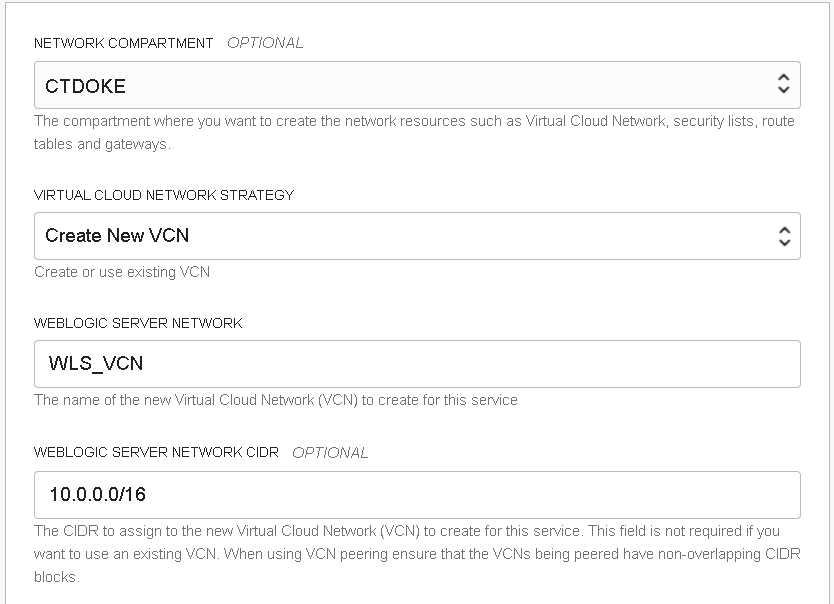 NETWORK COMPARTMENT OPTIONAL
CTDOKE
The compartment where you want to create the network resources such as Virtual Cloud Network, security lists, route
tables and gateways.
VIRTUAL CLOUD NETWORK STRATEGY
Create New VCN
Create or use existing VCN
WEBLOGIC SERVER NETWORK
WLS_VCN
The name of the new Virtual Cloud Network (VCN) to create for this service
WEBLOGIC SERVER NETWORK CIDR OPTIONAL
10.0.0.0/16
The CIDR to assign to the new Virtual Cloud Network (VCN) to create for this service. This field is not required if you
want to use an existing VCN. When using VCN peering ensure that the VCNs being peered have non-overlapping CIDR
blocks.